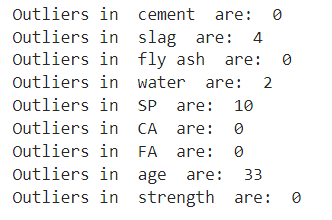 Outliers in  cement  are:  0
Outliers in  slag  are:  4
Outliers in  fly ash  are:  0
Outliers in  water  are:  2
Outliers in  SP  are:  10
Outliers in  CA  are:  0
Outliers in  FA  are:  0
Outliers in  age  are:  33
Outliers in  strength  are:  0